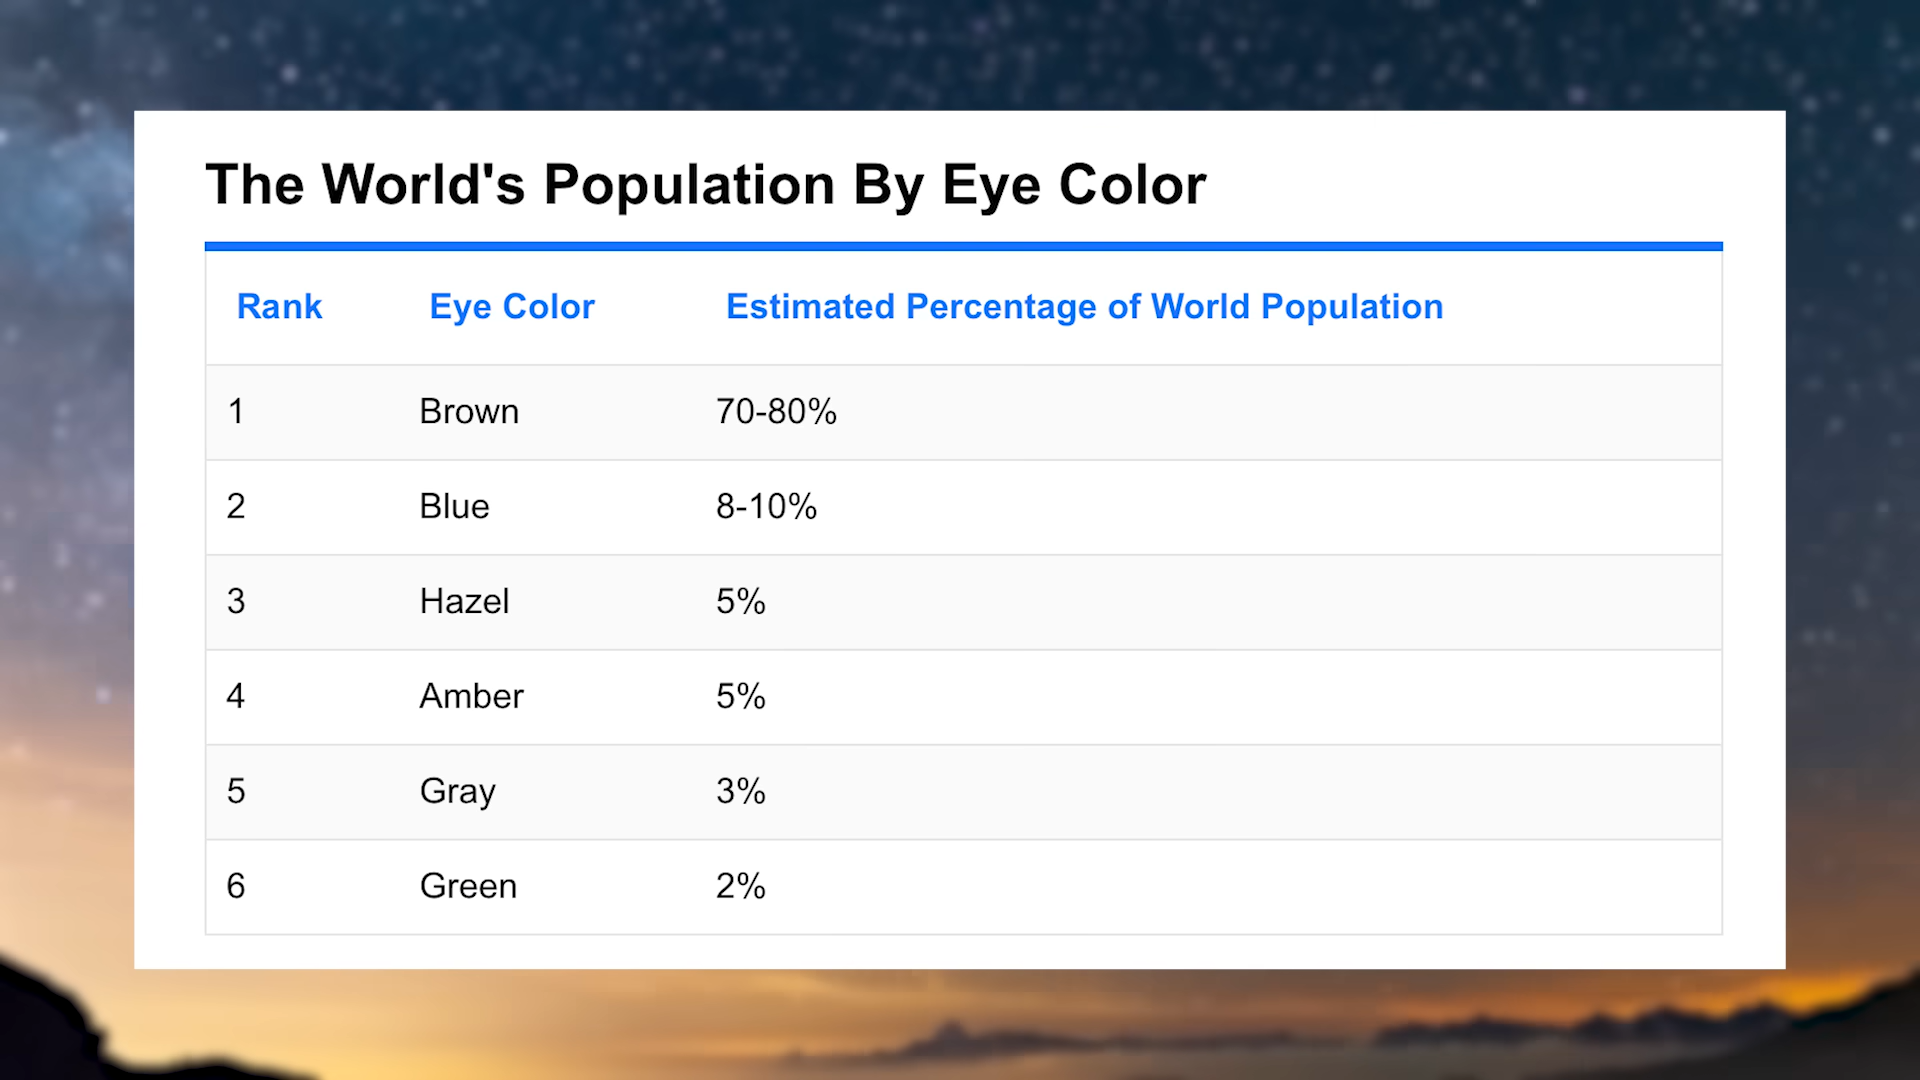 The World's Population By Eye Color
Rank Eye Color Estimated Percentage of World Population
1 Brown 70-80%
2 Blue 8-10%
3 Hazel 5%
4 Amber 5%
5 Gray 3%
6 Green 2%